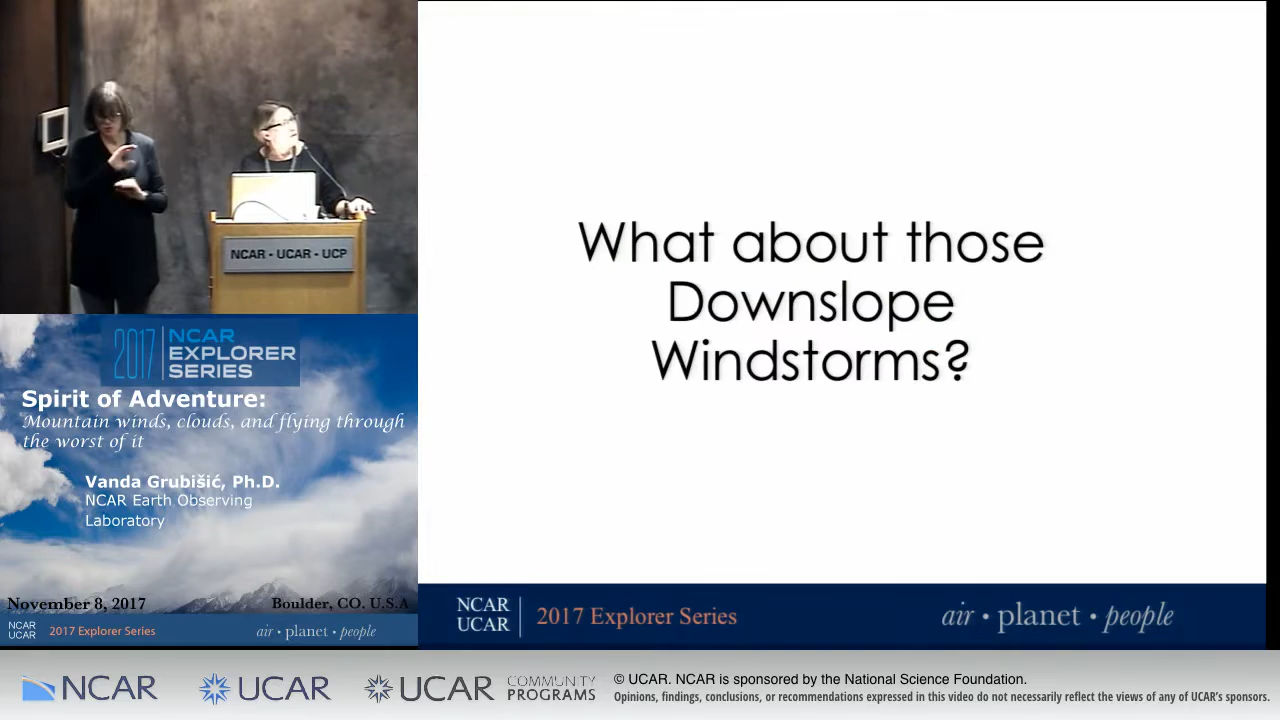 NCAR • UCAR • UCP
2017 NCAR
EXPLORER
SERIES
Spirit of Adventure:
Mountain winds, clouds, and flying through
the worst of it
Vanda Grubišić, Ph.D.
NCAR Earth Observing
Laboratory
November 8, 2017
Boulder, CO. U.S.A
NCAR
UCAR
2017 Explorer Series
air • planet • people
What about those
Downslope
Windstorms?
NCAR
UCAR
2017 Explorer Series
air • planet • people
NCAR
UCAR
UCAR
COMMUNITY
PROGRAMS
© UCAR. NCAR is sponsored by the National Science Foundation.
Opinions, findings, conclusions, or recommendations expressed in this video do not necessarily reflect the views of any of UCAR's sponsors.